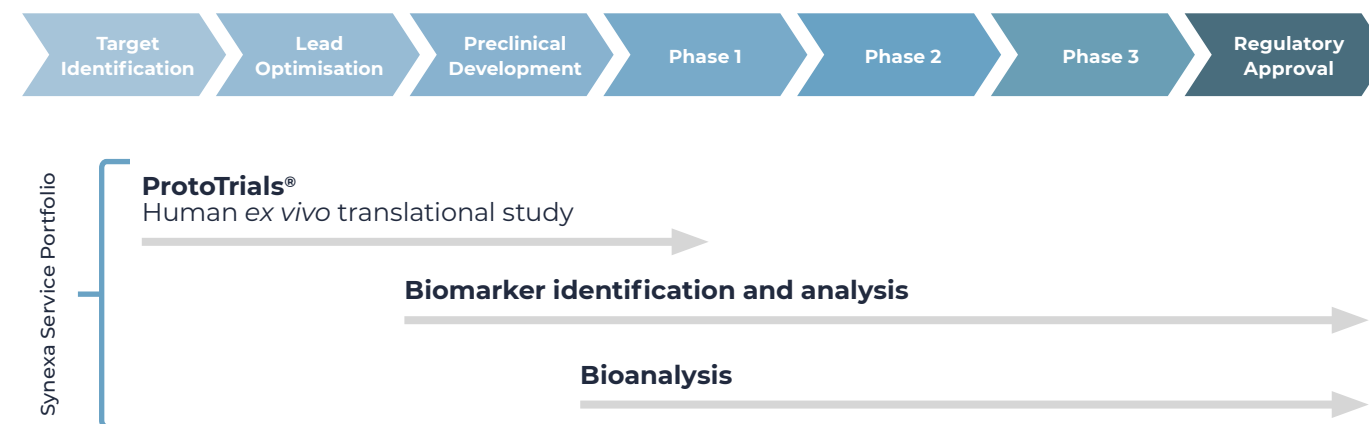 Target
Identification
Lead
Optimisation
Preclinical
Development
Phase 1
Phase 2
Phase 3
Regulatory
Approval
Synexa Service Portfolio
ProtoTrials®
Human ex vivo translational study
Biomarker identification and analysis
Bioanalysis